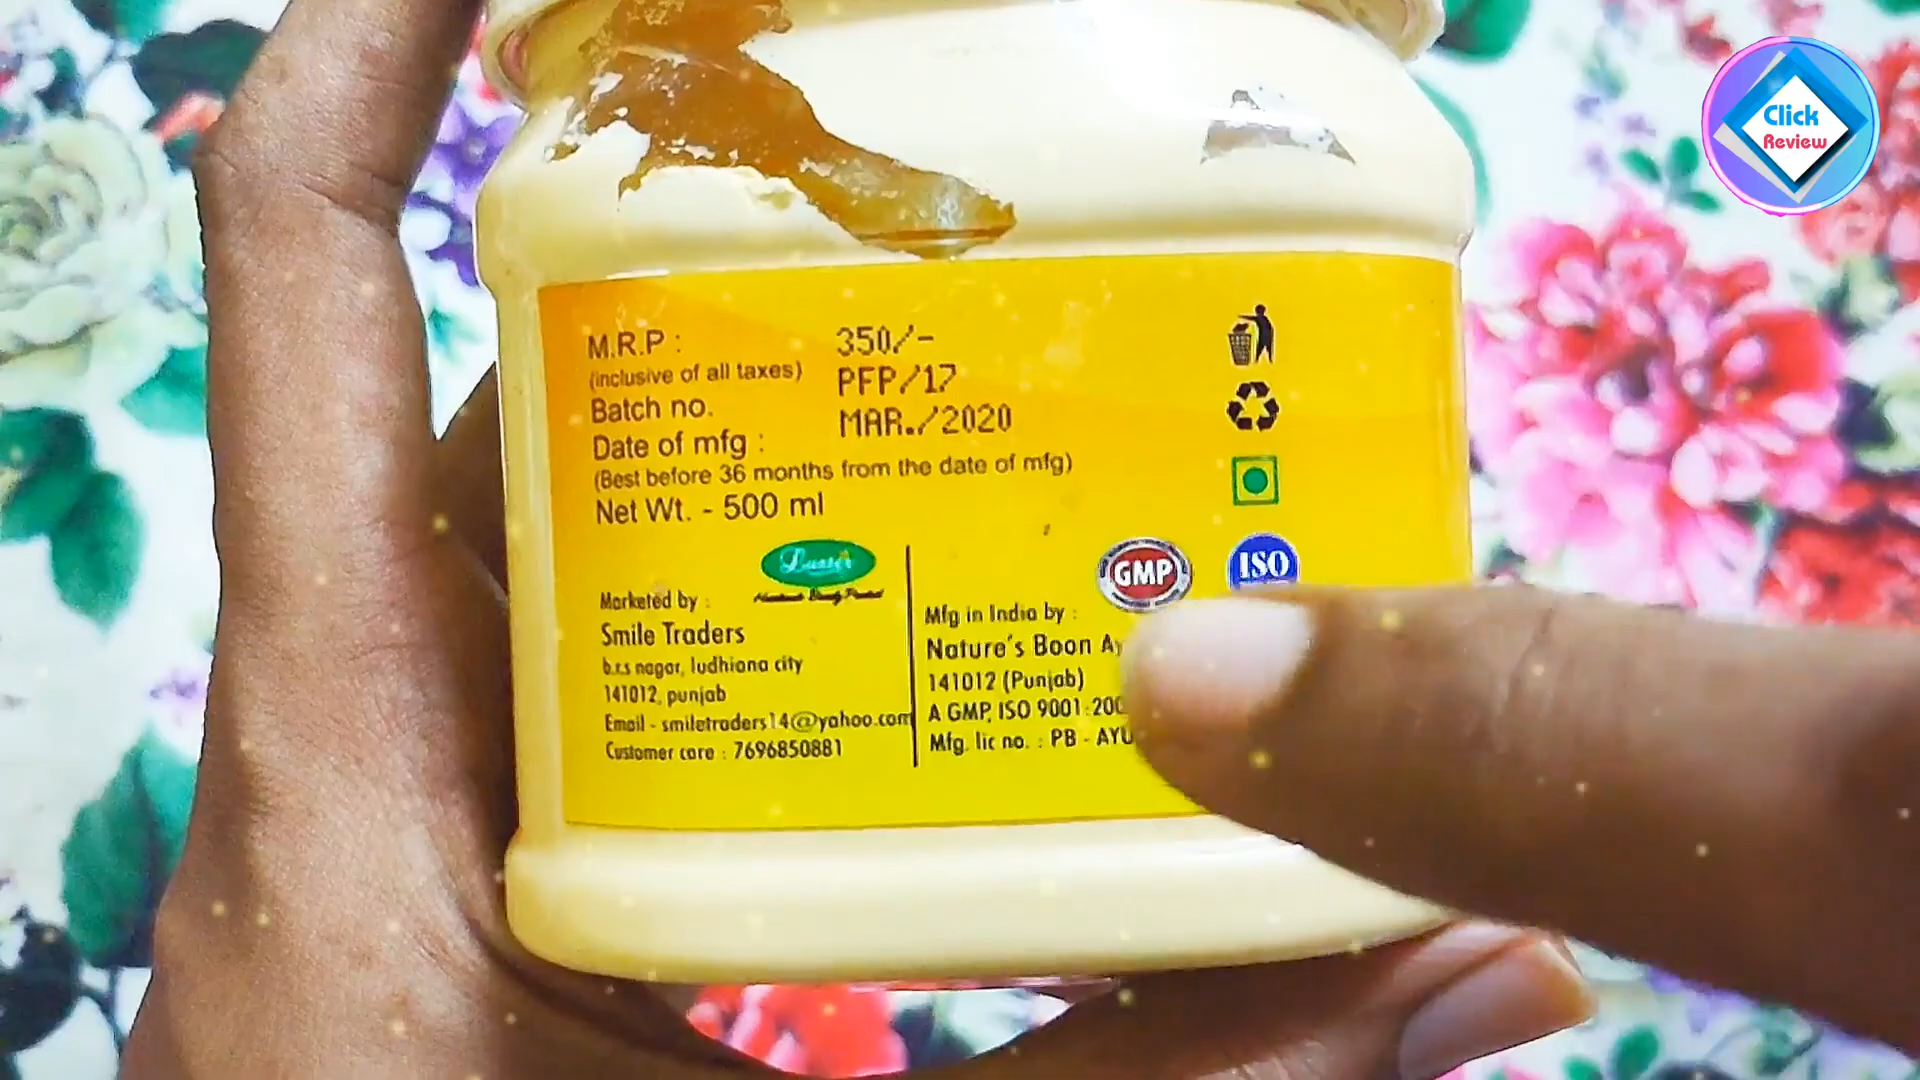 Click
Review
M.R.P : 350/-
(inclusive of all taxes)
Batch no. PFP/17
Date of mfg : MAR./2020
(Best before 36 months from the date of mfg)
Net Wt. - 500 ml
GMP
ISO
Marketed by :
Smile Traders
b.r.s nagar, ludhiana city
141012, punjab
Email - smiletraders14@yahoo.com
Customer care : 7696850881
Mfg in India by :
Nature's Boon
141012 (Punjab)
A GMP, ISO 9001:200
Mfg. lic no. : PB - AYU